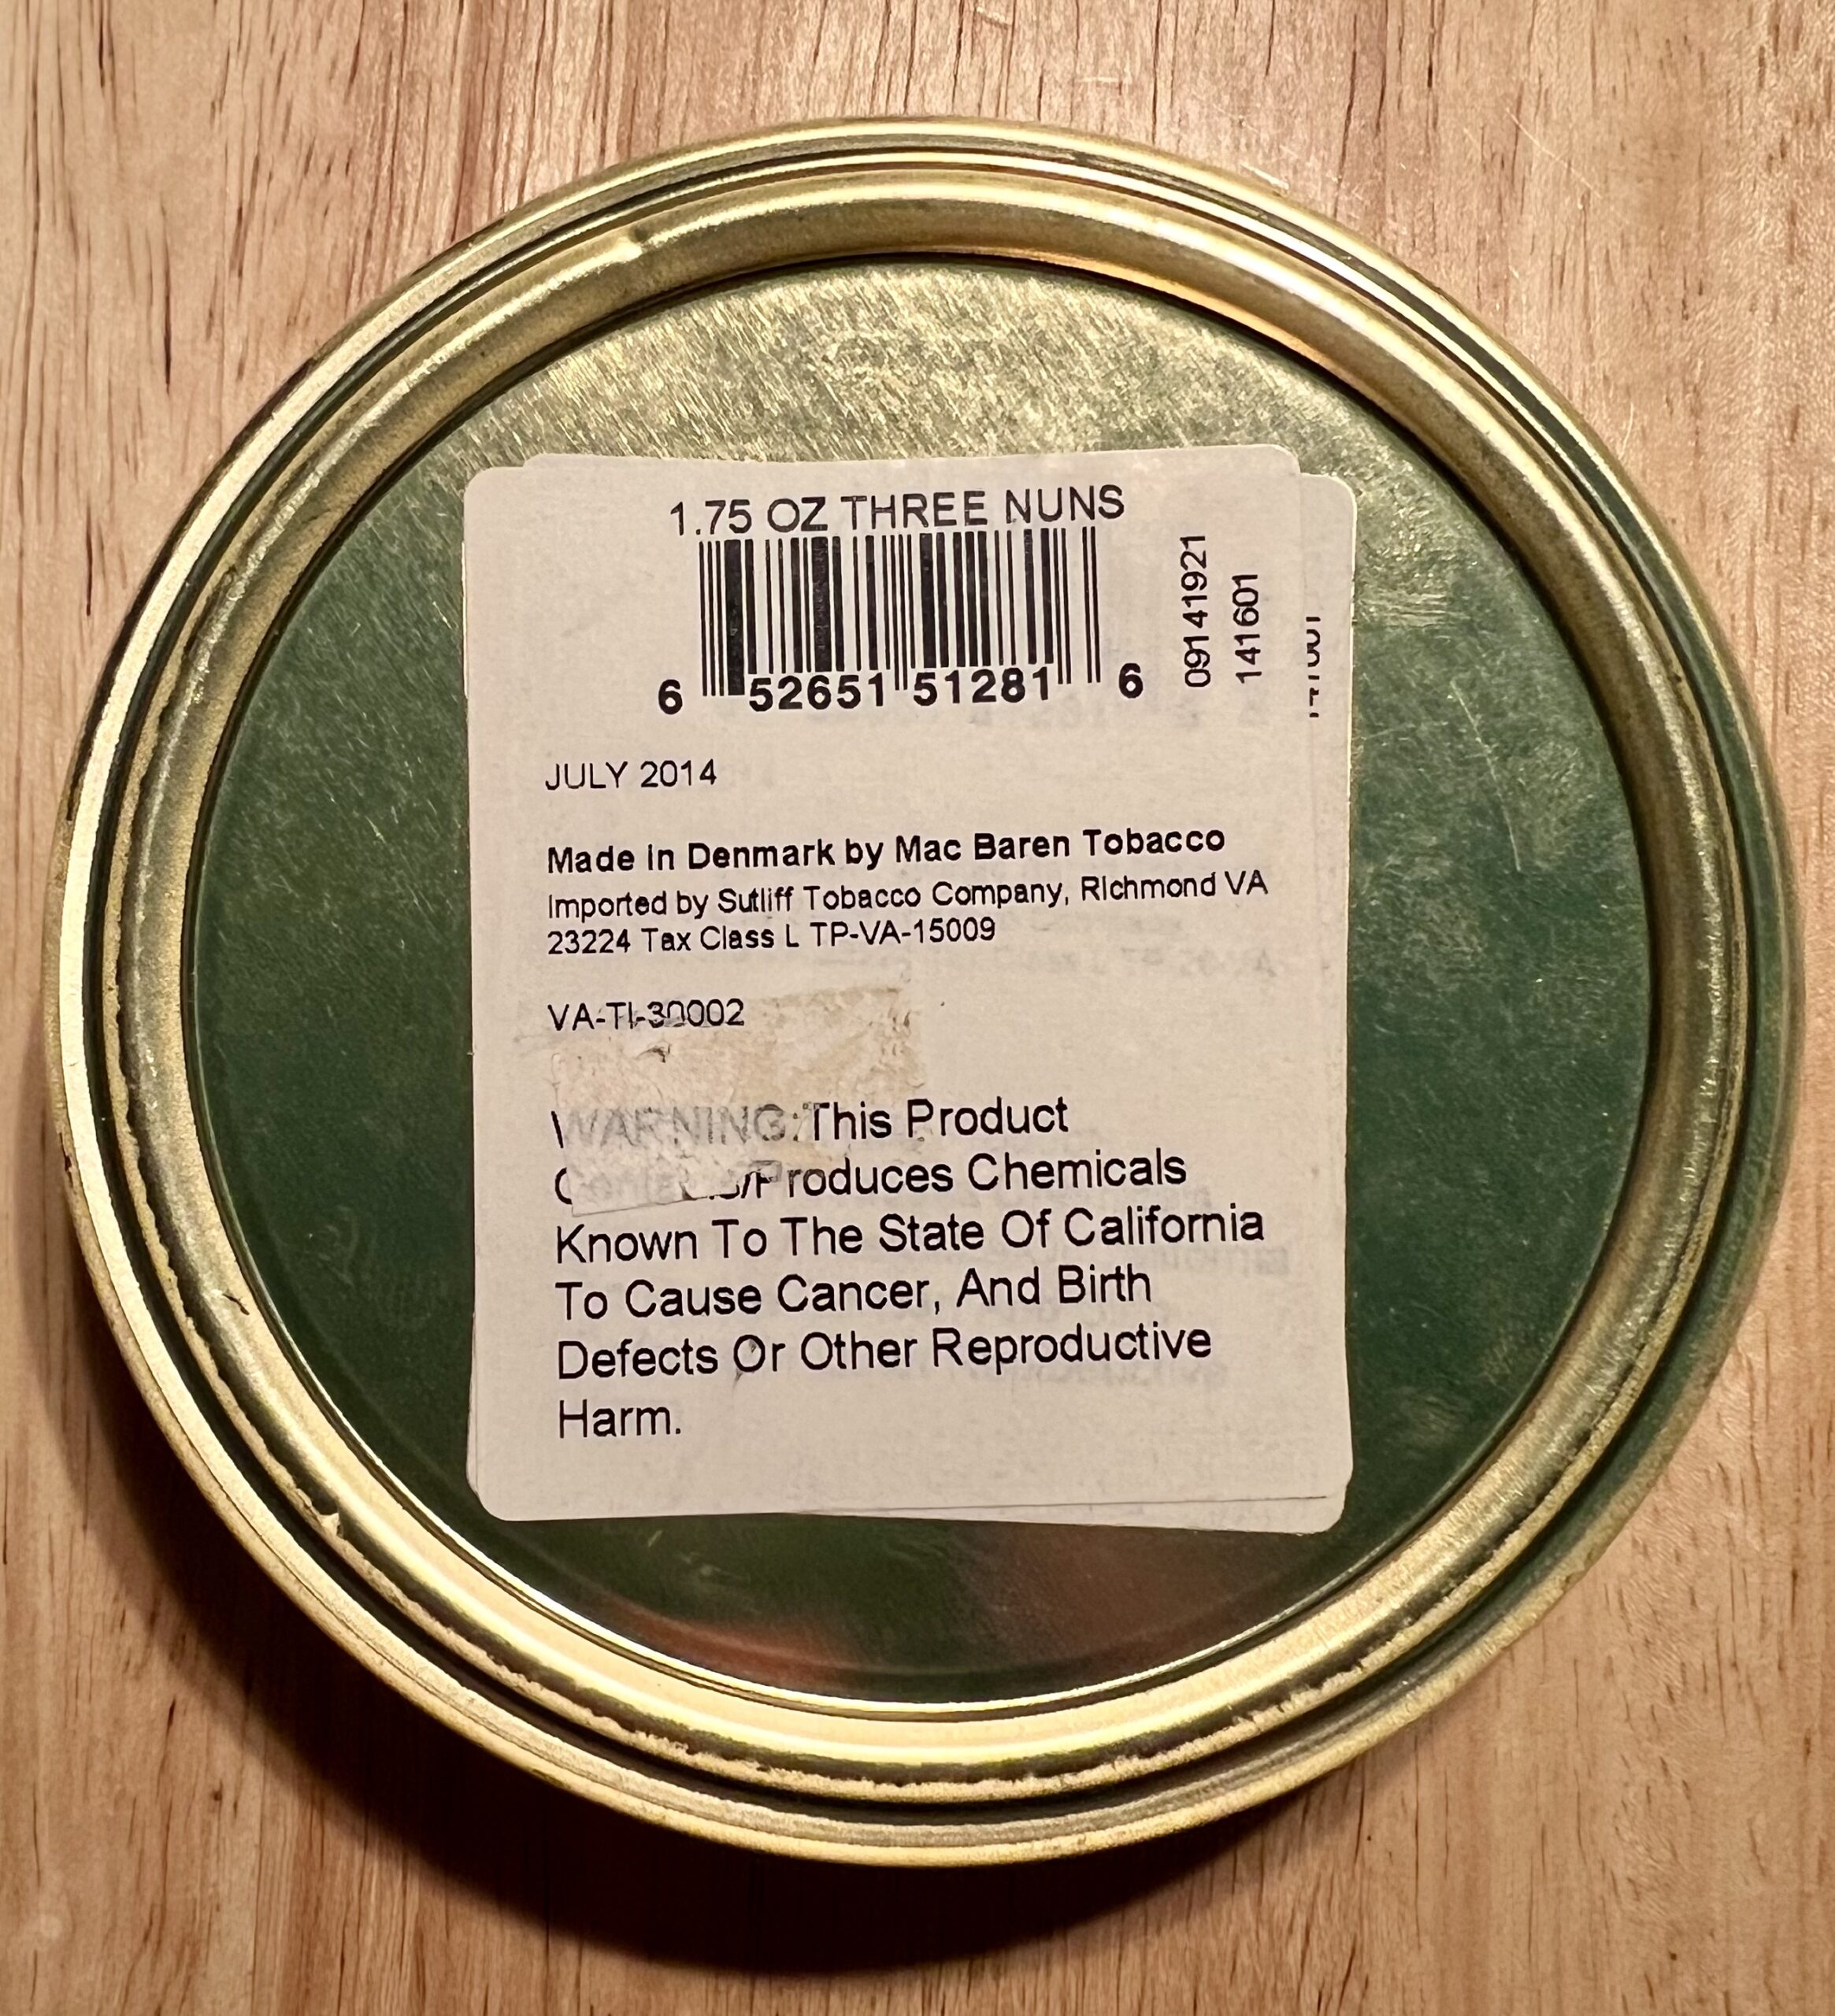 1.75 OZ THREE NUNS
6 52651 51281 6
09141921
141601
JULY 2014
Made in Denmark by Mac Baren Tobacco
Imported by Sutliff Tobacco Company, Richmond VA
23224 Tax Class L TP-VA-15009
VA-TI-30002
WARNING: This Product
/Produces Chemicals
Known To The State Of California
To Cause Cancer, And Birth
Defects Or Other Reproductive
Harm.